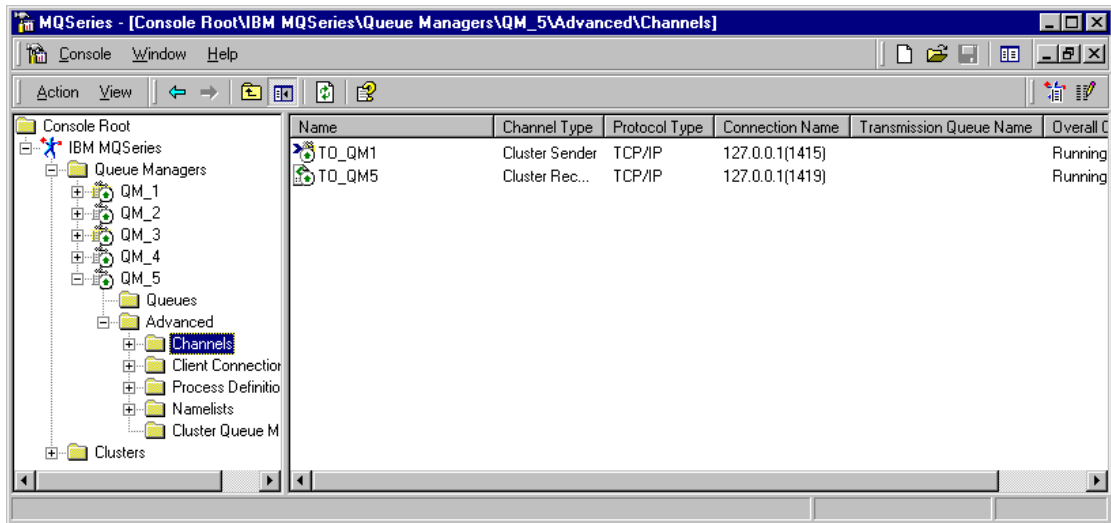 MQSeries - [Console Root\IBM MQSeries\Queue Managers\QM_5\Advanced\Channels]
Console Window Help
Action View
Console Root
IBM MQSeries
Queue Managers
QM_1
QM_2
QM_3
QM_4
QM_5
Queues
Advanced
Channels
Client Connection
Process Definitio
Namelists
Cluster Queue M
Clusters
Name Channel Type Protocol Type Connection Name Transmission Queue Name Overall C
TO_QM1 Cluster Sender TCP/IP 127.0.0.1(1415) Running
TO_QM5 Cluster Rec... TCP/IP 127.0.0.1(1419) Running